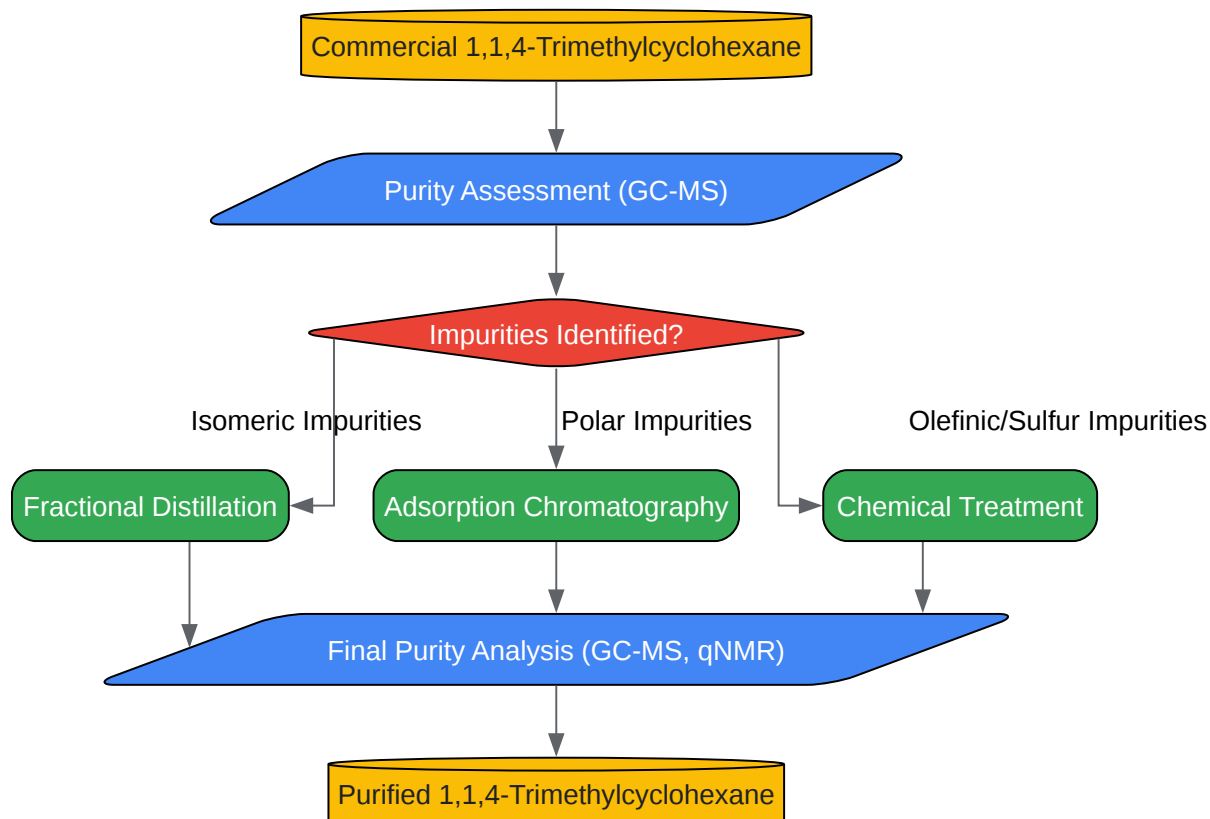 Commercial 1,1,4-Trimethylcyclohexane
Purity Assessment (GC-MS)
Impurities Identified?
Isomeric Impurities
Polar Impurities
Olefinic/Sulfur Impurities
Fractional Distillation
Adsorption Chromatography
Chemical Treatment
Final Purity Analysis (GC-MS, qNMR)
Purified 1,1,4-Trimethylcyclohexane